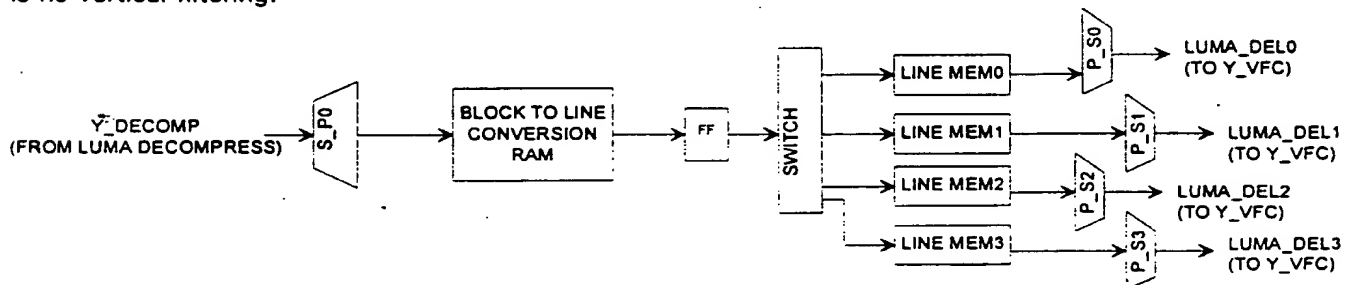 is no vertical filtering.
Y_DECOMP
(FROM LUMA DECOMPRESS)
S_P0
BLOCK TO LINE
CONVERSION
RAM
FF
SWITCH
LINE MEM0
P_S0
LUMA_DEL0
(TO Y_VFC)
LINE MEM1
P_S1
LUMA_DEL1
(TO Y_VFC)
LINE MEM2
P_S2
LUMA_DEL2
(TO Y_VFC)
LINE MEM3
P_S3
LUMA_DEL3
(TO Y_VFC)